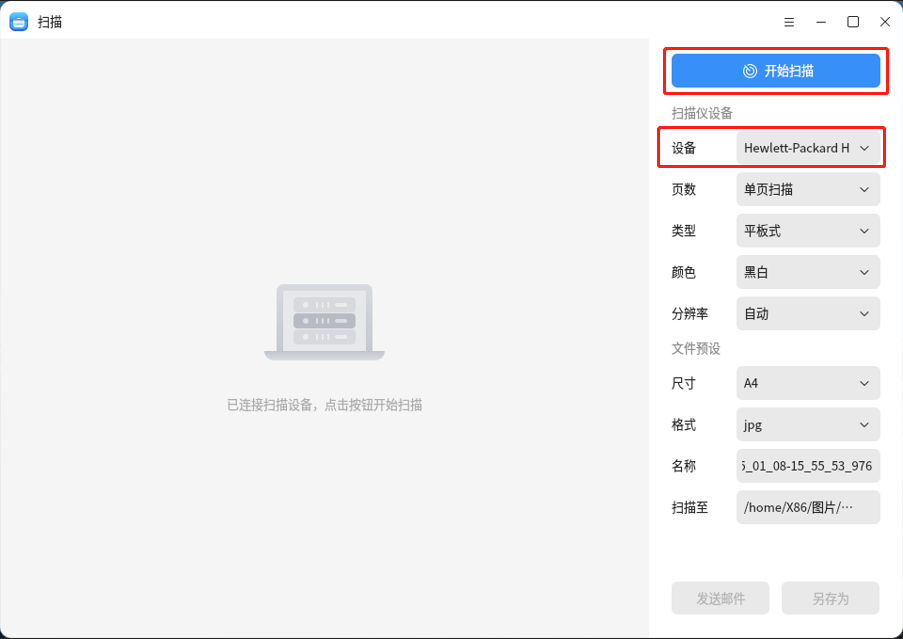 扫描
开始扫描
扫描仪设备
设备 Hewlett-Packard H
页数 单页扫描
类型 平板式
颜色 黑白
分辨率 自动
文件预设
尺寸 A4
格式 jpg
名称 _01_08-15_55_53_976
扫描至 /home/X86/图片/···
已连接扫描设备，点击按钮开始扫描
发送邮件 另存为